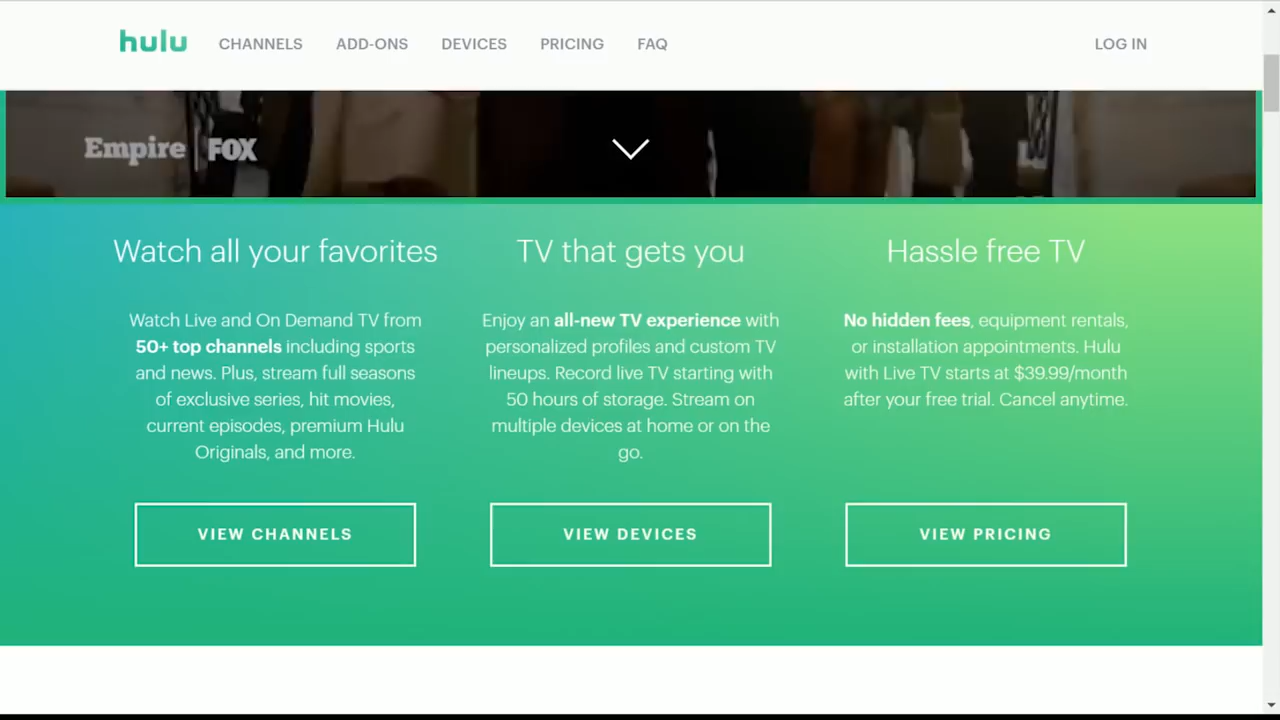 hulu CHANNELS ADD-ONS DEVICES PRICING FAQ LOG IN
Empire | FOX
Watch all your favorites
Watch Live and On Demand TV from
50+ top channels including sports
and news. Plus, stream full seasons
of exclusive series, hit movies,
current episodes, premium Hulu
Originals, and more.
VIEW CHANNELS
TV that gets you
Enjoy an all-new TV experience with
personalized profiles and custom TV
lineups. Record live TV starting with
50 hours of storage. Stream on
multiple devices at home or on the
go.
VIEW DEVICES
Hassle free TV
No hidden fees, equipment rentals,
or installation appointments. Hulu
with Live TV starts at $39.99/month
after your free trial. Cancel anytime.
VIEW PRICING